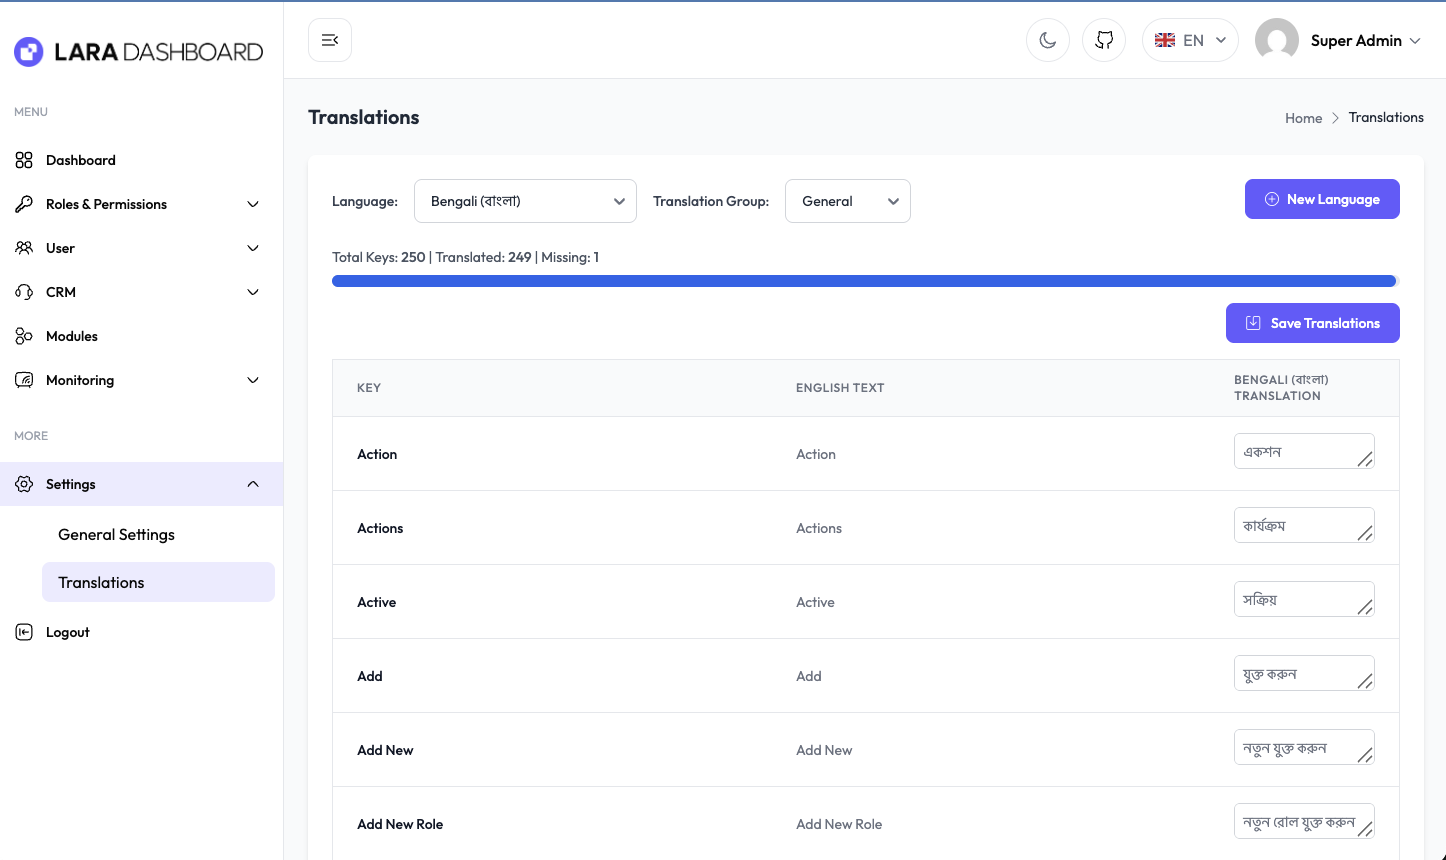 LARA DASHBOARD
EN
Super Admin
MENU
Dashboard
Roles & Permissions
User
CRM
Modules
Monitoring
MORE
Settings
General Settings
Translations
Logout
Translations
Home > Translations
Language: Bengali (বাংলা) Translation Group: General
New Language
Total Keys: 250 | Translated: 249 | Missing: 1
Save Translations
KEY ENGLISH TEXT BENGALI (বাংলা) TRANSLATION
Action Action একশন
Actions Actions কার্যক্রম
Active Active সক্রিয়
Add Add যুক্ত করুন
Add New Add New নতুন যুক্ত করুন
Add New Role Add New Role নতুন রোল যুক্ত করুন